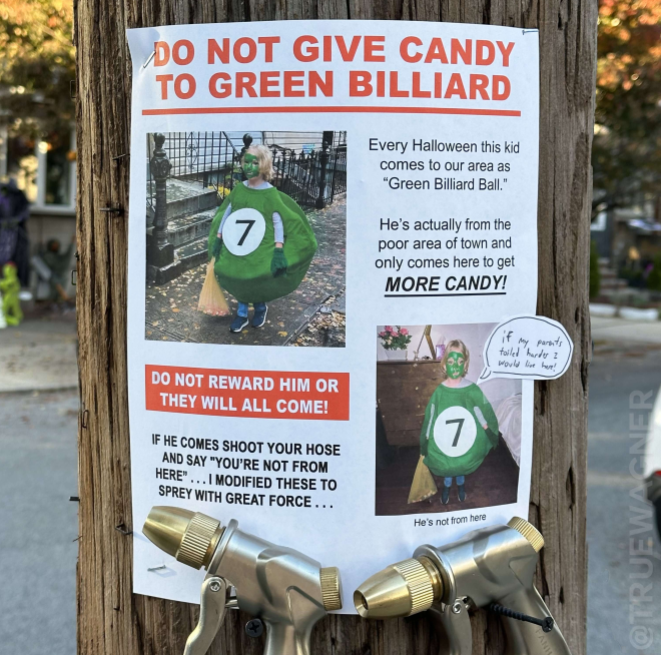 DO NOT GIVE CANDY
TO GREEN BILLIARD
Every Halloween this kid
comes to our area as
“Green Billiard Ball.”
He's actually from the
poor area of town and
only comes here to get
MORE CANDY!
7
DO NOT REWARD HIM OR
THEY WILL ALL COME!
IF HE COMES SHOOT YOUR HOSE
AND SAY "YOU'RE NOT FROM
HERE" . . . I MODIFIED THESE TO
SPREY WITH GREAT FORCE . . .
if my parents
toiled harder I
would live here!
7
He's not from here
@TRUEWAGNER